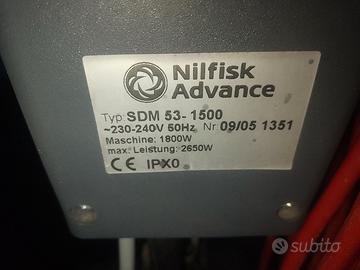 Nilfisk
Advance
Typ: SDM 53-1500
~230-240V 50Hz Nr 09/05 1351
Maschine: 1800W
max. Leistung: 2650W
CE IPX0
subito